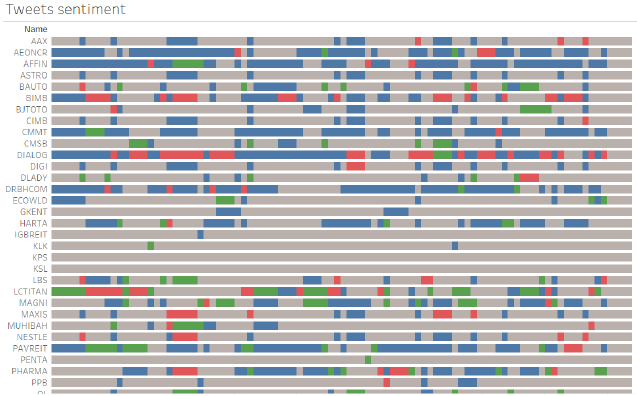 Tweets sentiment
Name
AAX
AEONCR
AFFIN
ASTRO
BAUTO
BIMB
BJTOTO
CIMB
CMMT
CMSB
DIALOG
DIGI
DLADY
DRBHCOM
ECOWLD
GKENT
HARTA
IGBREIT
KLK
KPS
KSL
LBS
LCTITAN
MAGNI
MAXIS
MUHIBAH
NESTLE
PAVREIT
PENTA
PHARMA
PPB